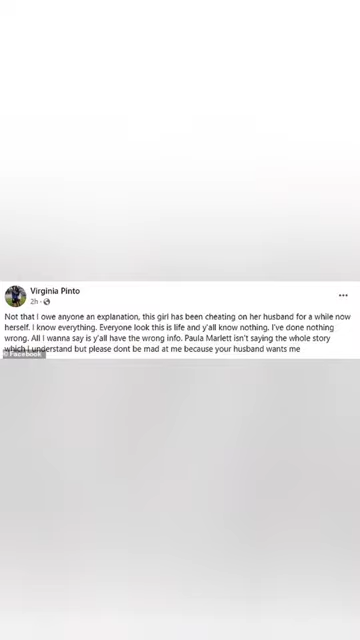 Virginia Pinto
2h ·
Not that I owe anyone an explanation, this girl has been cheating on her husband for a while now
herself. I know everything. Everyone look this is life and y'all know nothing. I've done nothing
wrong. All I wanna say is y'all have the wrong info. Paula Marlett isn't saying the whole story
which I understand but please dont be mad at me because your husband wants me
© Facebook